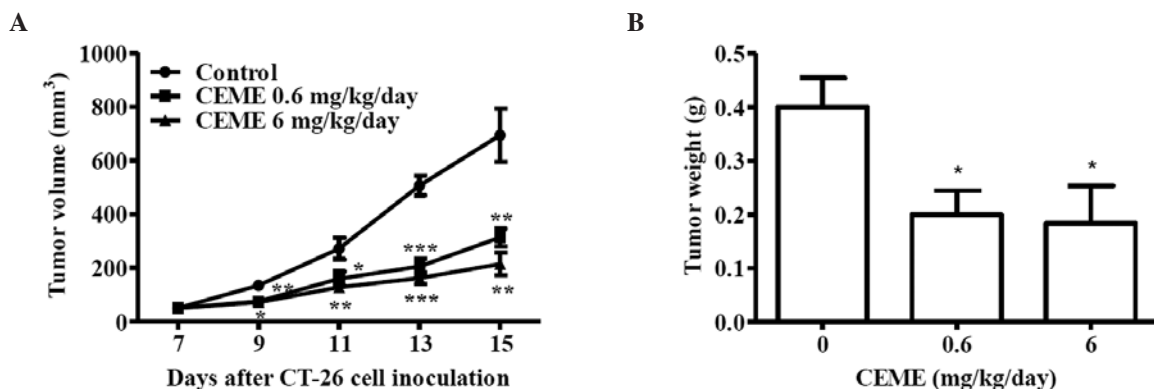 A
Tumor volume (mm³)
1000
800
600
400
200
0
Control
CEME 0.6 mg/kg/day
CEME 6 mg/kg/day
**
***
*
**
*
**
***
**
7 9 11 13 15
Days after CT-26 cell inoculation
B
Tumor weight (g)
0.5
0.4
0.3
0.2
0.1
0.0
* *
0 0.6 6
CEME (mg/kg/day)